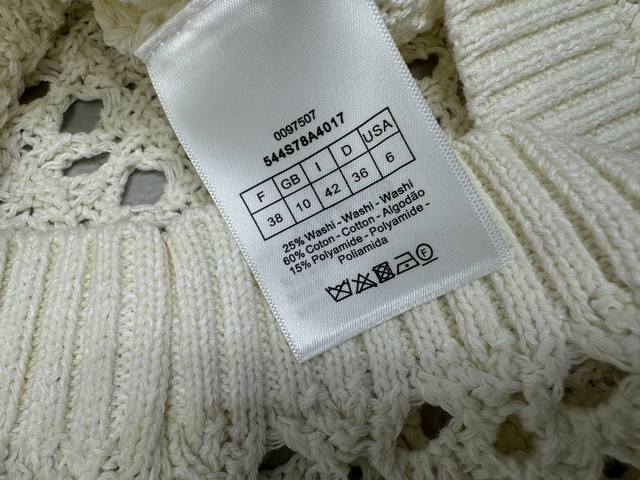 0097507
544S78A4017
F GB I D USA
38 10 42 36 6
25% Washi - Washi - Washi
60% Coton - Cotton - Algodão
15% Polyamide - Polyamide -
Poliamida
F